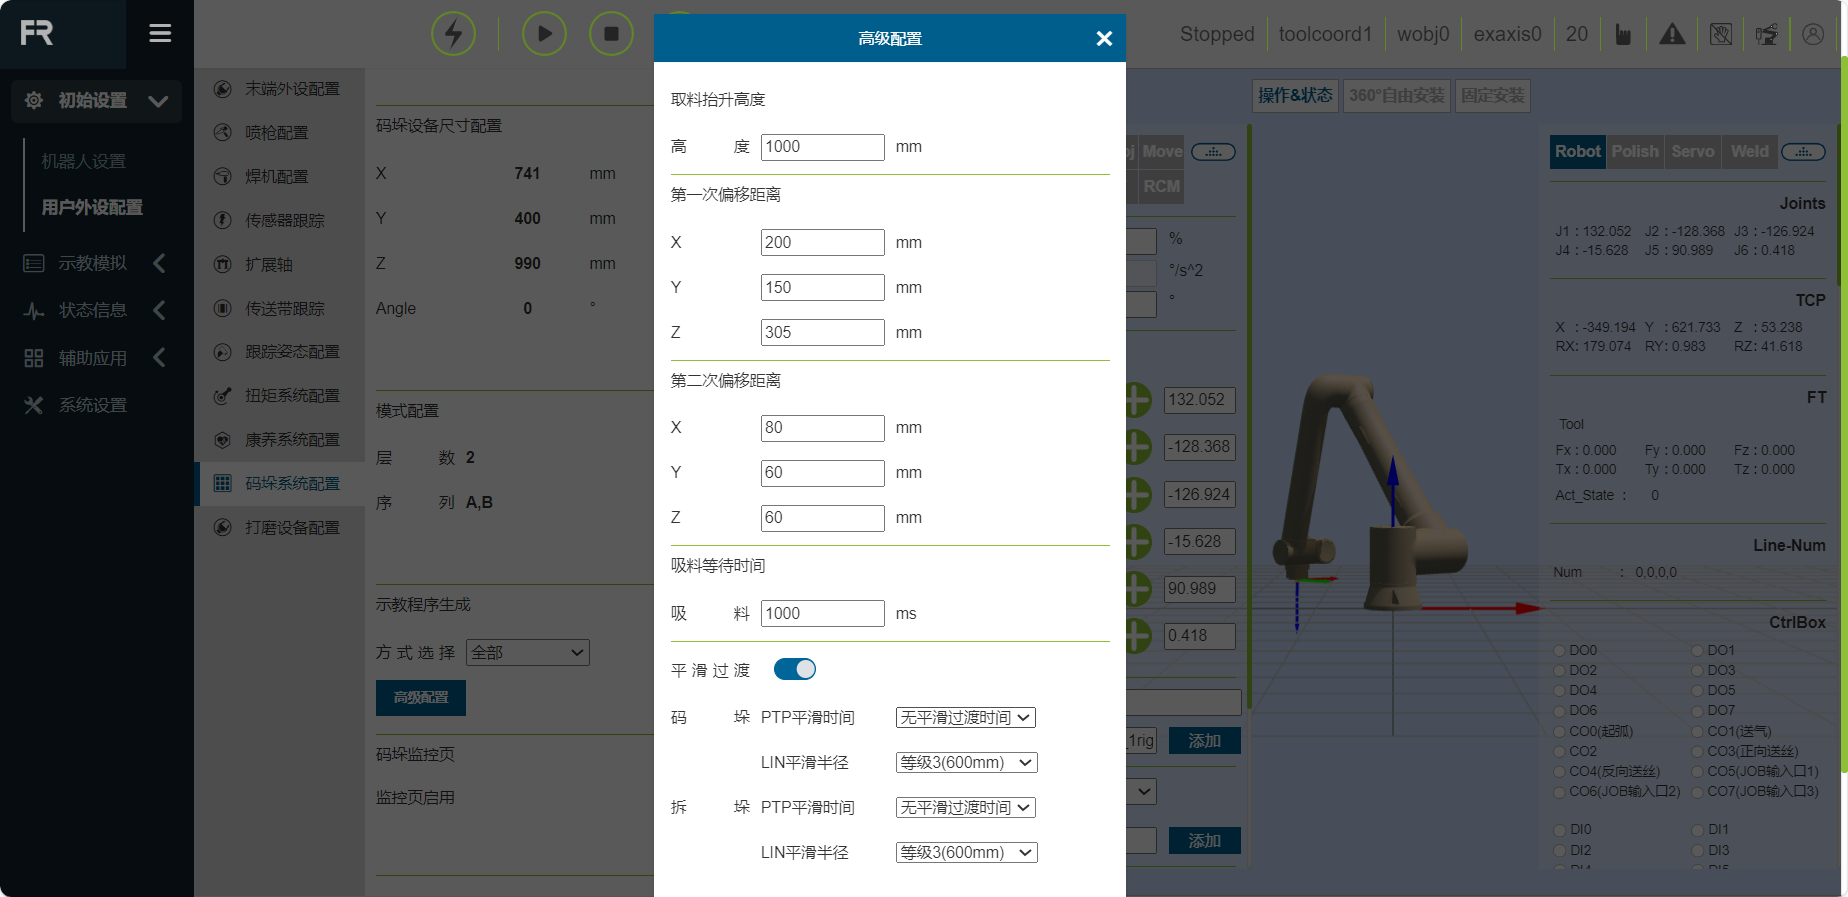 FR
Stopped
toolcoord1
wobj0
exaxis0
20
初始设置
机器人设置
用户外设配置
示教模拟
状态信息
辅助应用
系统设置
末端外设配置
喷枪配置
焊机配置
传感器跟踪
扩展轴
传送带跟踪
跟踪姿态配置
扭矩系统配置
康养系统配置
码垛系统配置
打磨设备配置
码垛设备尺寸配置
X 741 mm
Y 400 mm
Z 990 mm
Angle 0 °
模式配置
层 数 2
序 列 A,B
示教程序生成
方式选择 全部
高级配置
码垛监控页
监控页启用
高级配置
取料抬升高度
高 度 1000 mm
第一次偏移距离
X 200 mm
Y 150 mm
Z 305 mm
第二次偏移距离
X 80 mm
Y 60 mm
Z 60 mm
吸料等待时间
吸 料 1000 ms
平滑过渡
码 垛 PTP平滑时间 无平滑过渡时间
LIN平滑半径 等级3(600mm)
拆 垛 PTP平滑时间 无平滑过渡时间
LIN平滑半径 等级3(600mm)
操作&状态 360°自由安装 固定安装
Move
RCM
%
°/s^2
°
132.052
-128.368
-126.924
-15.628
90.989
0.418
_1rig 添加
添加
Robot Polish Servo Weld
Joints
J1 : 132.052 J2 : -128.368 J3 : -126.924
J4 : -15.628 J5 : 90.989 J6 : 0.418
TCP
X : -349.194 Y : 621.733 Z : 53.238
RX: 179.074 RY: 0.983 RZ: 41.618
FT
Tool
Fx : 0.000 Fy : 0.000 Fz : 0.000
Tx : 0.000 Ty : 0.000 Tz : 0.000
Act_State : 0
Line-Num
Num : 0,0,0,0
CtrlBox
DO0 DO1
DO2 DO3
DO4 DO5
DO6 DO7
CO0(起弧) CO1(送气)
CO2 CO3(正向送丝)
CO4(反向送丝) CO5(JOB输入口1)
CO6(JOB输入口2) CO7(JOB输入口3)
DI0 DI1
DI2 DI3